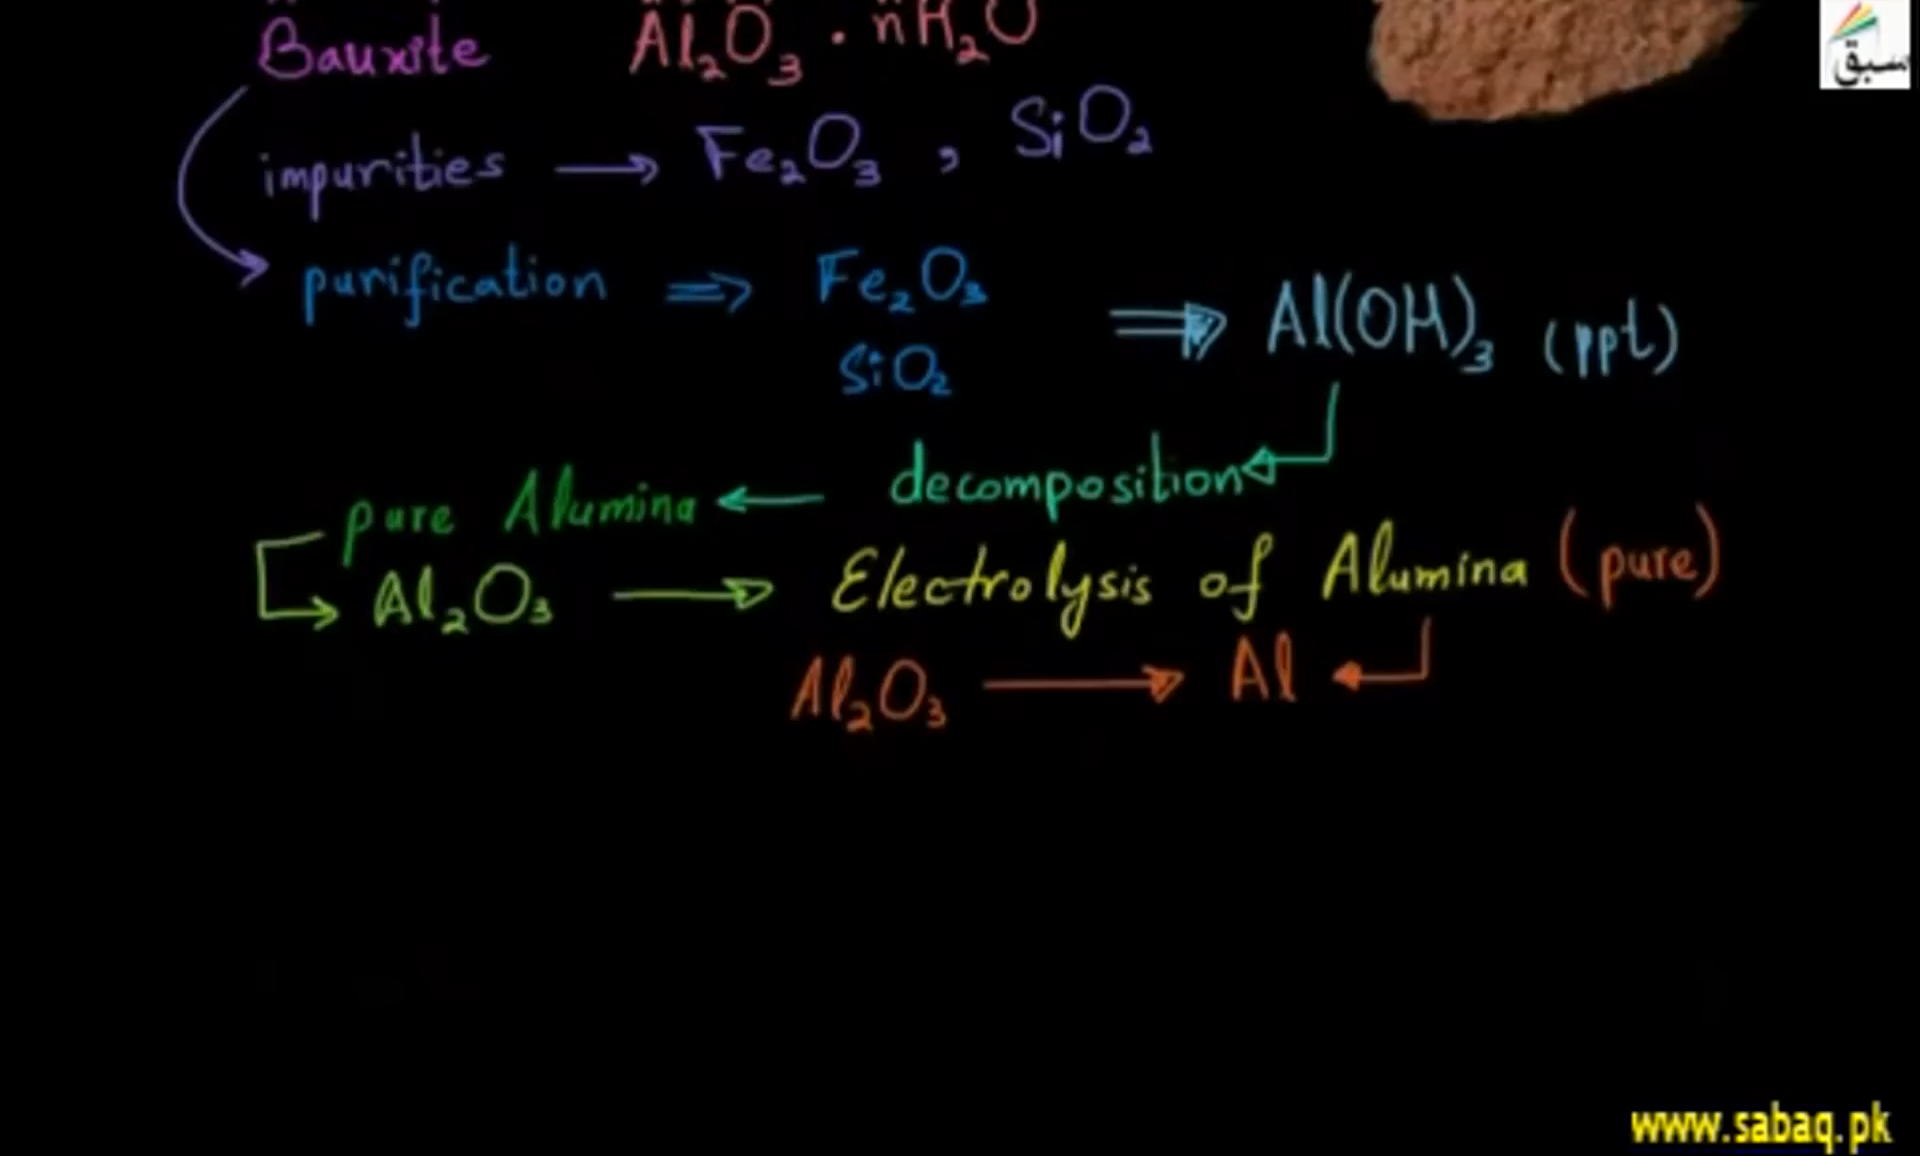 Bauxite Al₂O₃ . nH₂O
سبق
impurities → Fe₂O₃ , SiO₂
purification ⇒ Fe₂O₃ ⇒ Al(OH)₃ (ppt)
SiO₂
decomposition
pure Alumina ←
Al₂O₃ → Electrolysis of Alumina (pure)
Al₂O₃ → Al
www.sabaq.pk